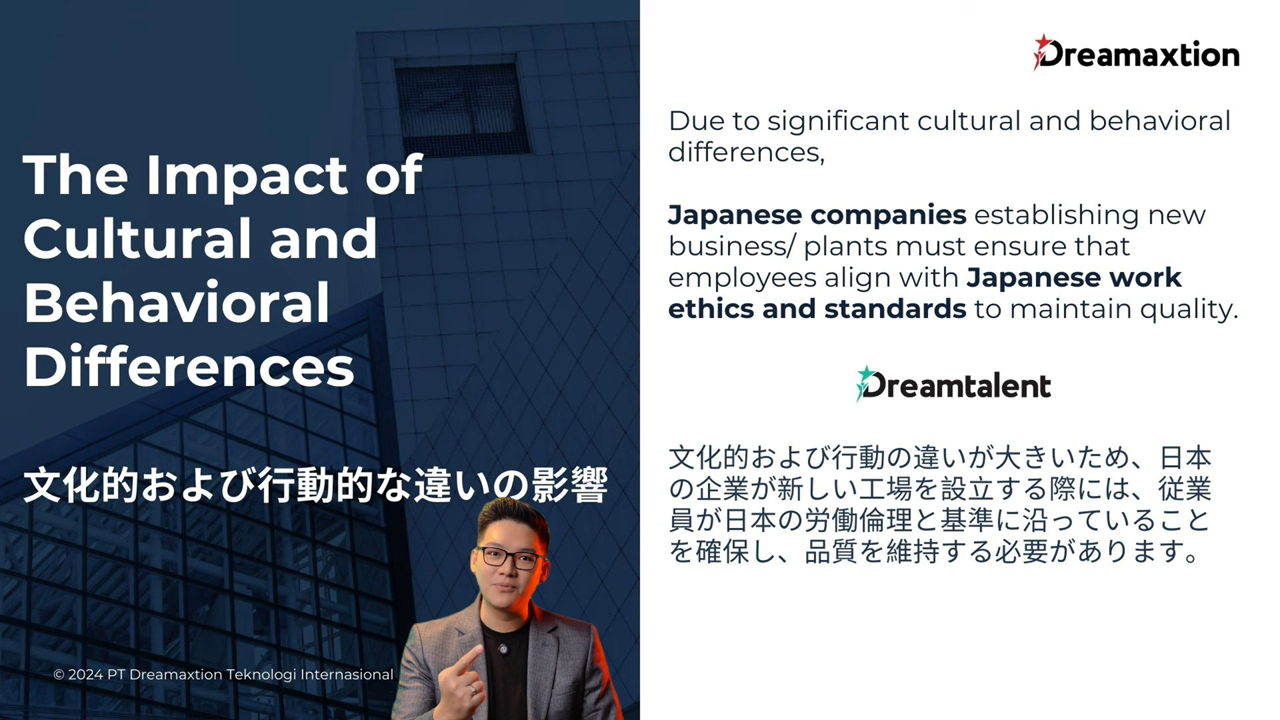 The Impact of
Cultural and
Behavioral
Differences
文化的および行動的な違いの影響
© 2024 PT Dreamaxtion Teknologi Internasional
Dreamaxtion
Due to significant cultural and behavioral
differences,
Japanese companies establishing new
business/ plants must ensure that
employees align with Japanese work
ethics and standards to maintain quality.
Dreamtalent
文化的および行動の違いが大きいため、日本
の企業が新しい工場を設立する際には、従業
員が日本の労働倫理と基準に沿っていること
を確保し、品質を維持する必要があります。